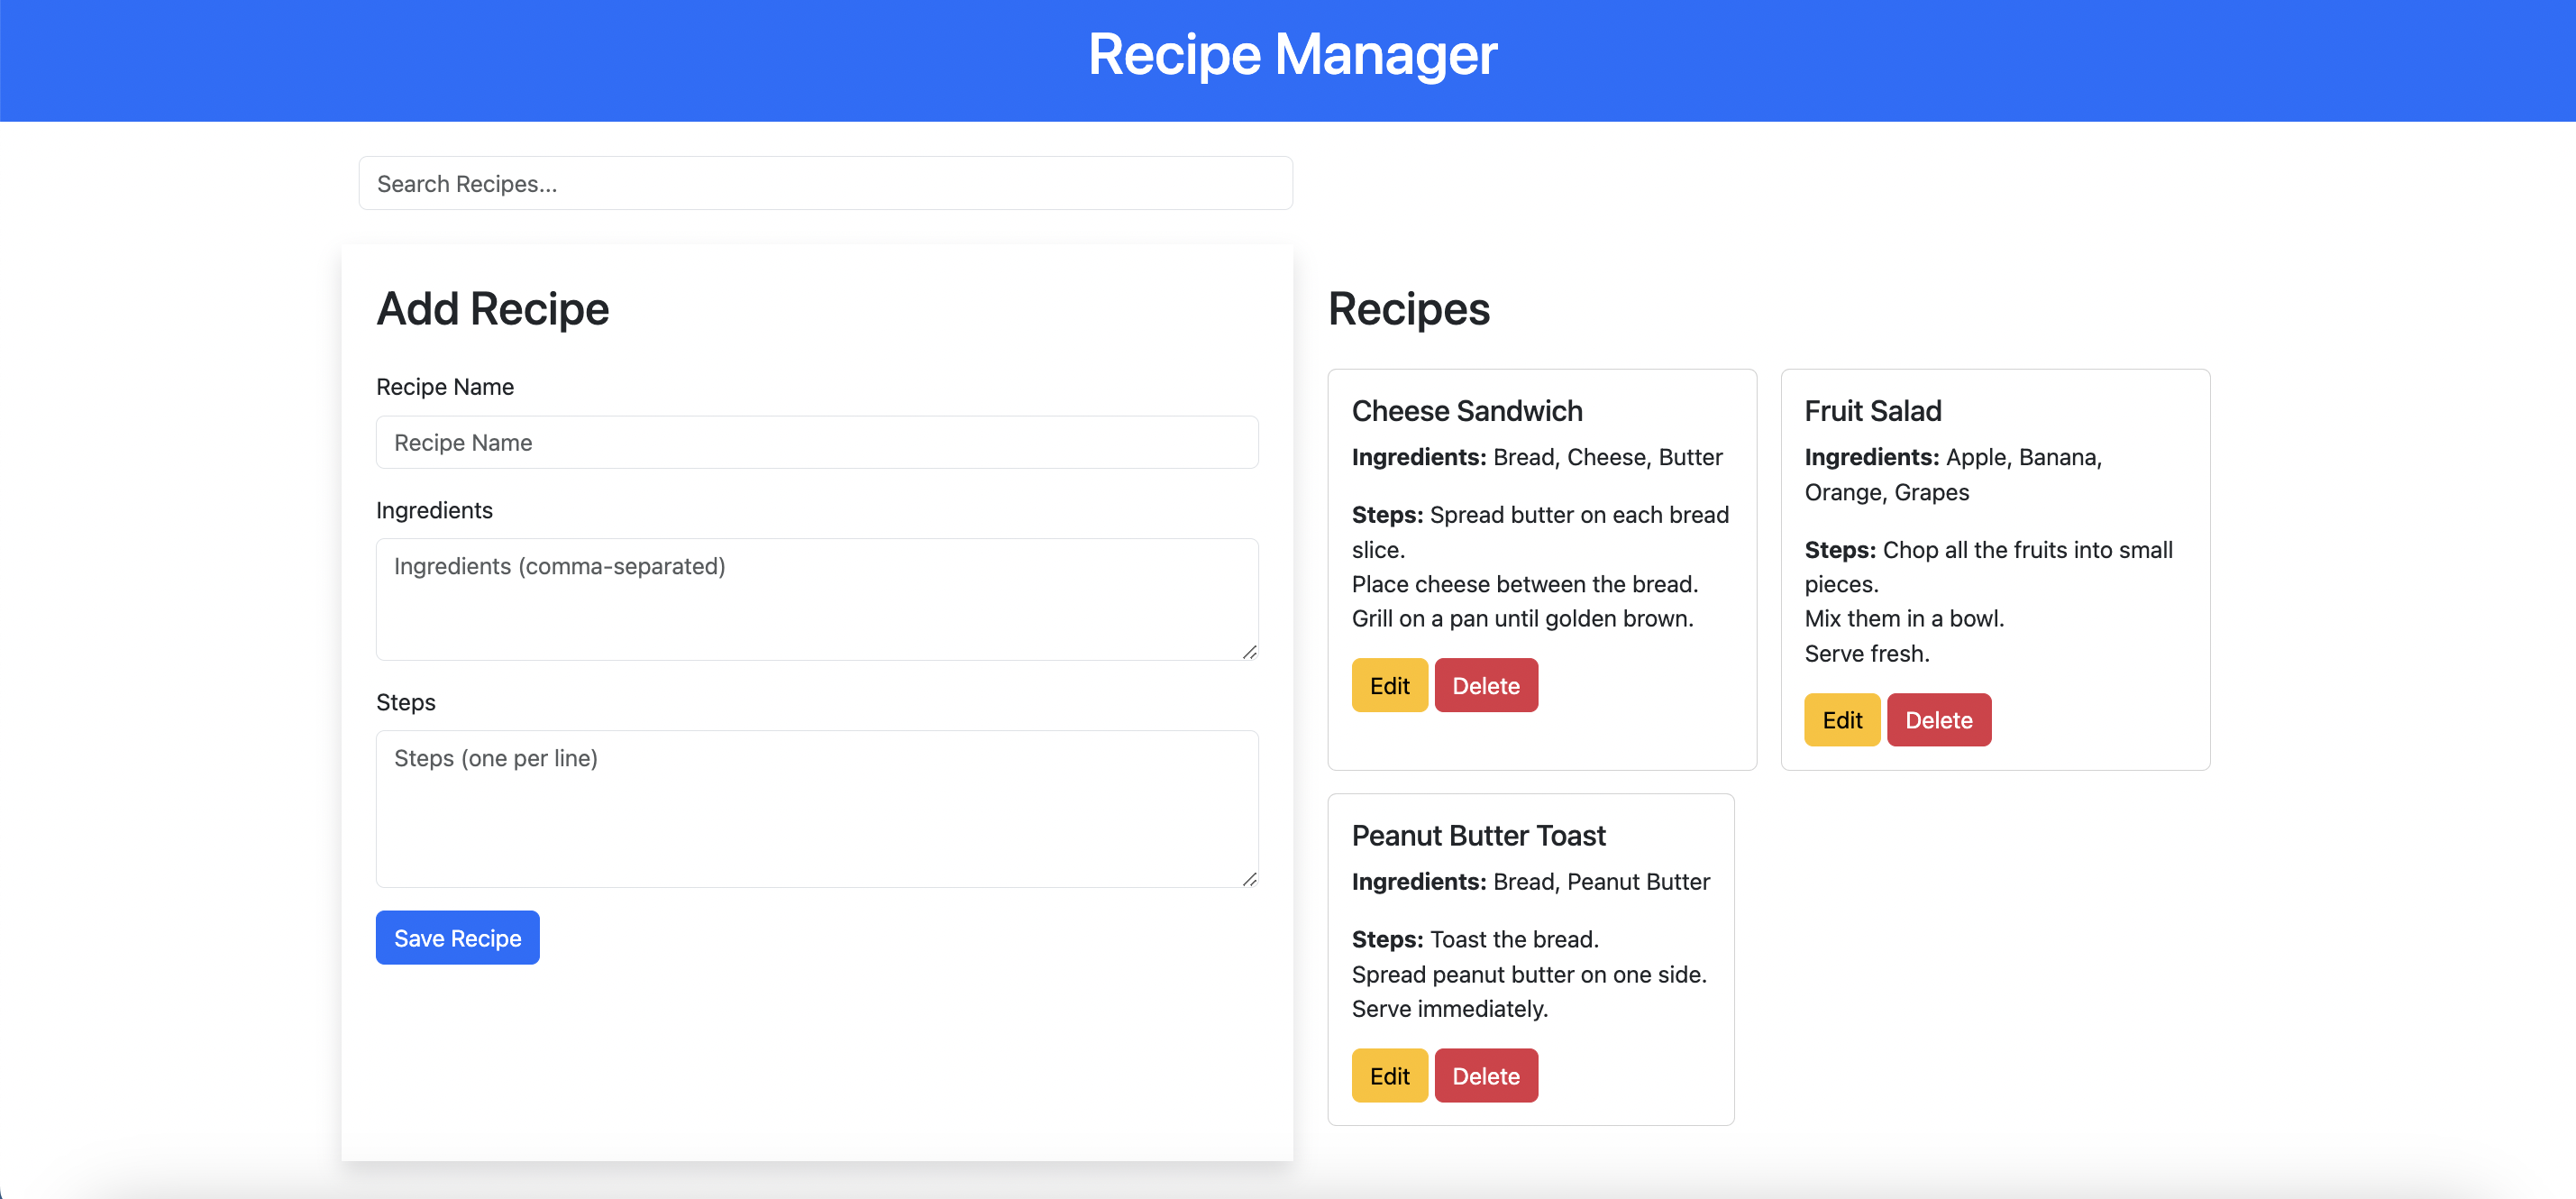 Recipe Manager
Search Recipes...
Add Recipe
Recipe Name
Recipe Name
Ingredients
Ingredients (comma-separated)
Steps
Steps (one per line)
Save Recipe
Recipes
Cheese Sandwich
Ingredients: Bread, Cheese, Butter
Steps: Spread butter on each bread
slice.
Place cheese between the bread.
Grill on a pan until golden brown.
Edit Delete
Fruit Salad
Ingredients: Apple, Banana,
Orange, Grapes
Steps: Chop all the fruits into small
pieces.
Mix them in a bowl.
Serve fresh.
Edit Delete
Peanut Butter Toast
Ingredients: Bread, Peanut Butter
Steps: Toast the bread.
Spread peanut butter on one side.
Serve immediately.
Edit Delete